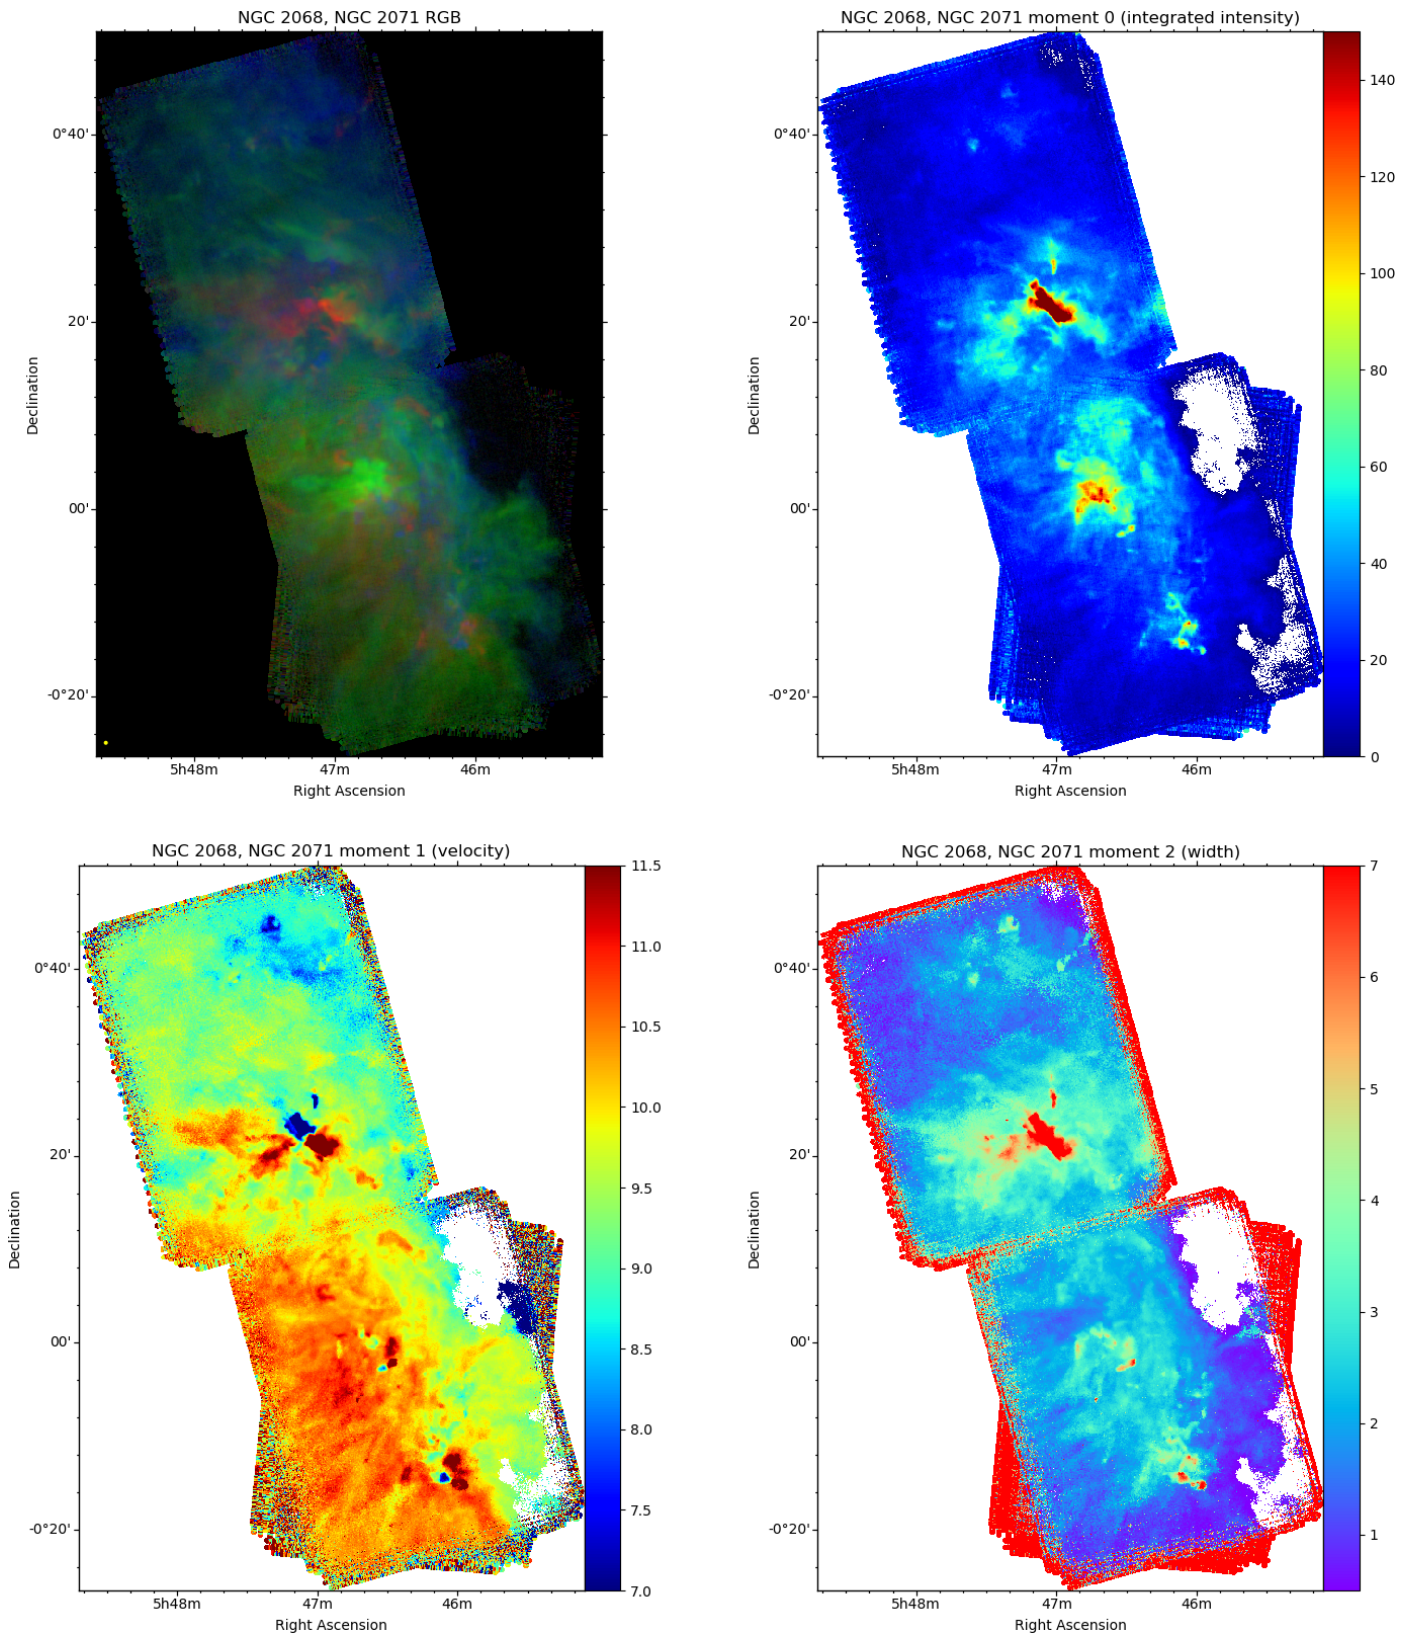 NGC 2068, NGC 2071 RGB
0°40'
20'
00'
-0°20'
Declination
5h48m
47m
46m
Right Ascension
NGC 2068, NGC 2071 moment 0 (integrated intensity)
0°40'
20'
00'
-0°20'
Declination
5h48m
47m
46m
Right Ascension
140
120
100
80
60
40
20
0
NGC 2068, NGC 2071 moment 1 (velocity)
0°40'
20'
00'
-0°20'
Declination
5h48m
47m
46m
Right Ascension
11.5
11.0
10.5
10.0
9.5
9.0
8.5
8.0
7.5
7.0
NGC 2068, NGC 2071 moment 2 (width)
0°40'
20'
00'
-0°20'
Declination
5h48m
47m
46m
Right Ascension
7
6
5
4
3
2
1